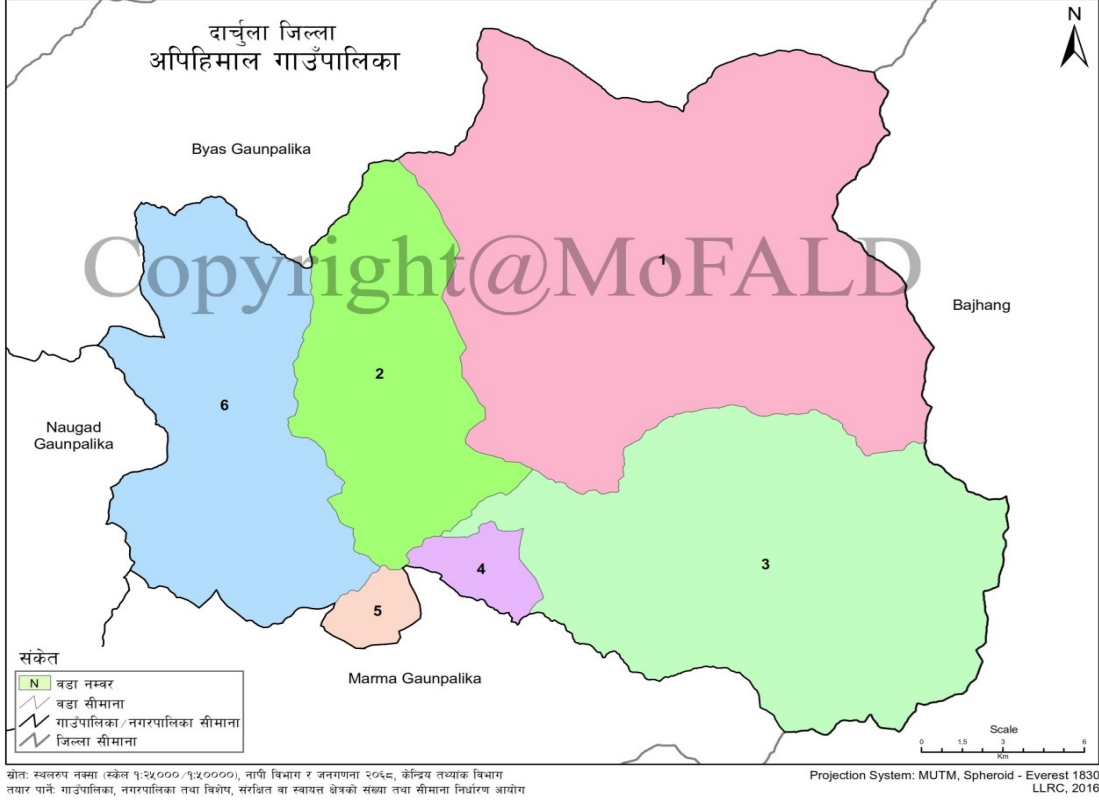 दार्चुला जिल्ला
अपिहिमाल गाउँपालिका
N
Byas Gaunpalika
1
Copyright@MoFALD
Bajhang
2
6
Naugad
Gaunpalika
3
4
5
Marma Gaunpalika
संकेत
N वडा नम्वर
वडा सीमाना
गाउँपालिका/नगरपालिका सीमाना
जिल्ला सीमाना
Scale
0 1.5 3 6
Km
स्रोतः स्थलरुप नक्सा (स्केल १:२५०००/१:५००००), नापी विभाग र जनगणना २०६८, केन्द्रिय तथ्यांक विभाग
तयार पार्नेः गाउँपालिका, नगरपालिका तथा विशेष, संरक्षित वा स्वायत्त क्षेत्रको संख्या तथा सीमाना निर्धारण आयोग
Projection System: MUTM, Spheroid - Everest 1830
LLRC, 2016